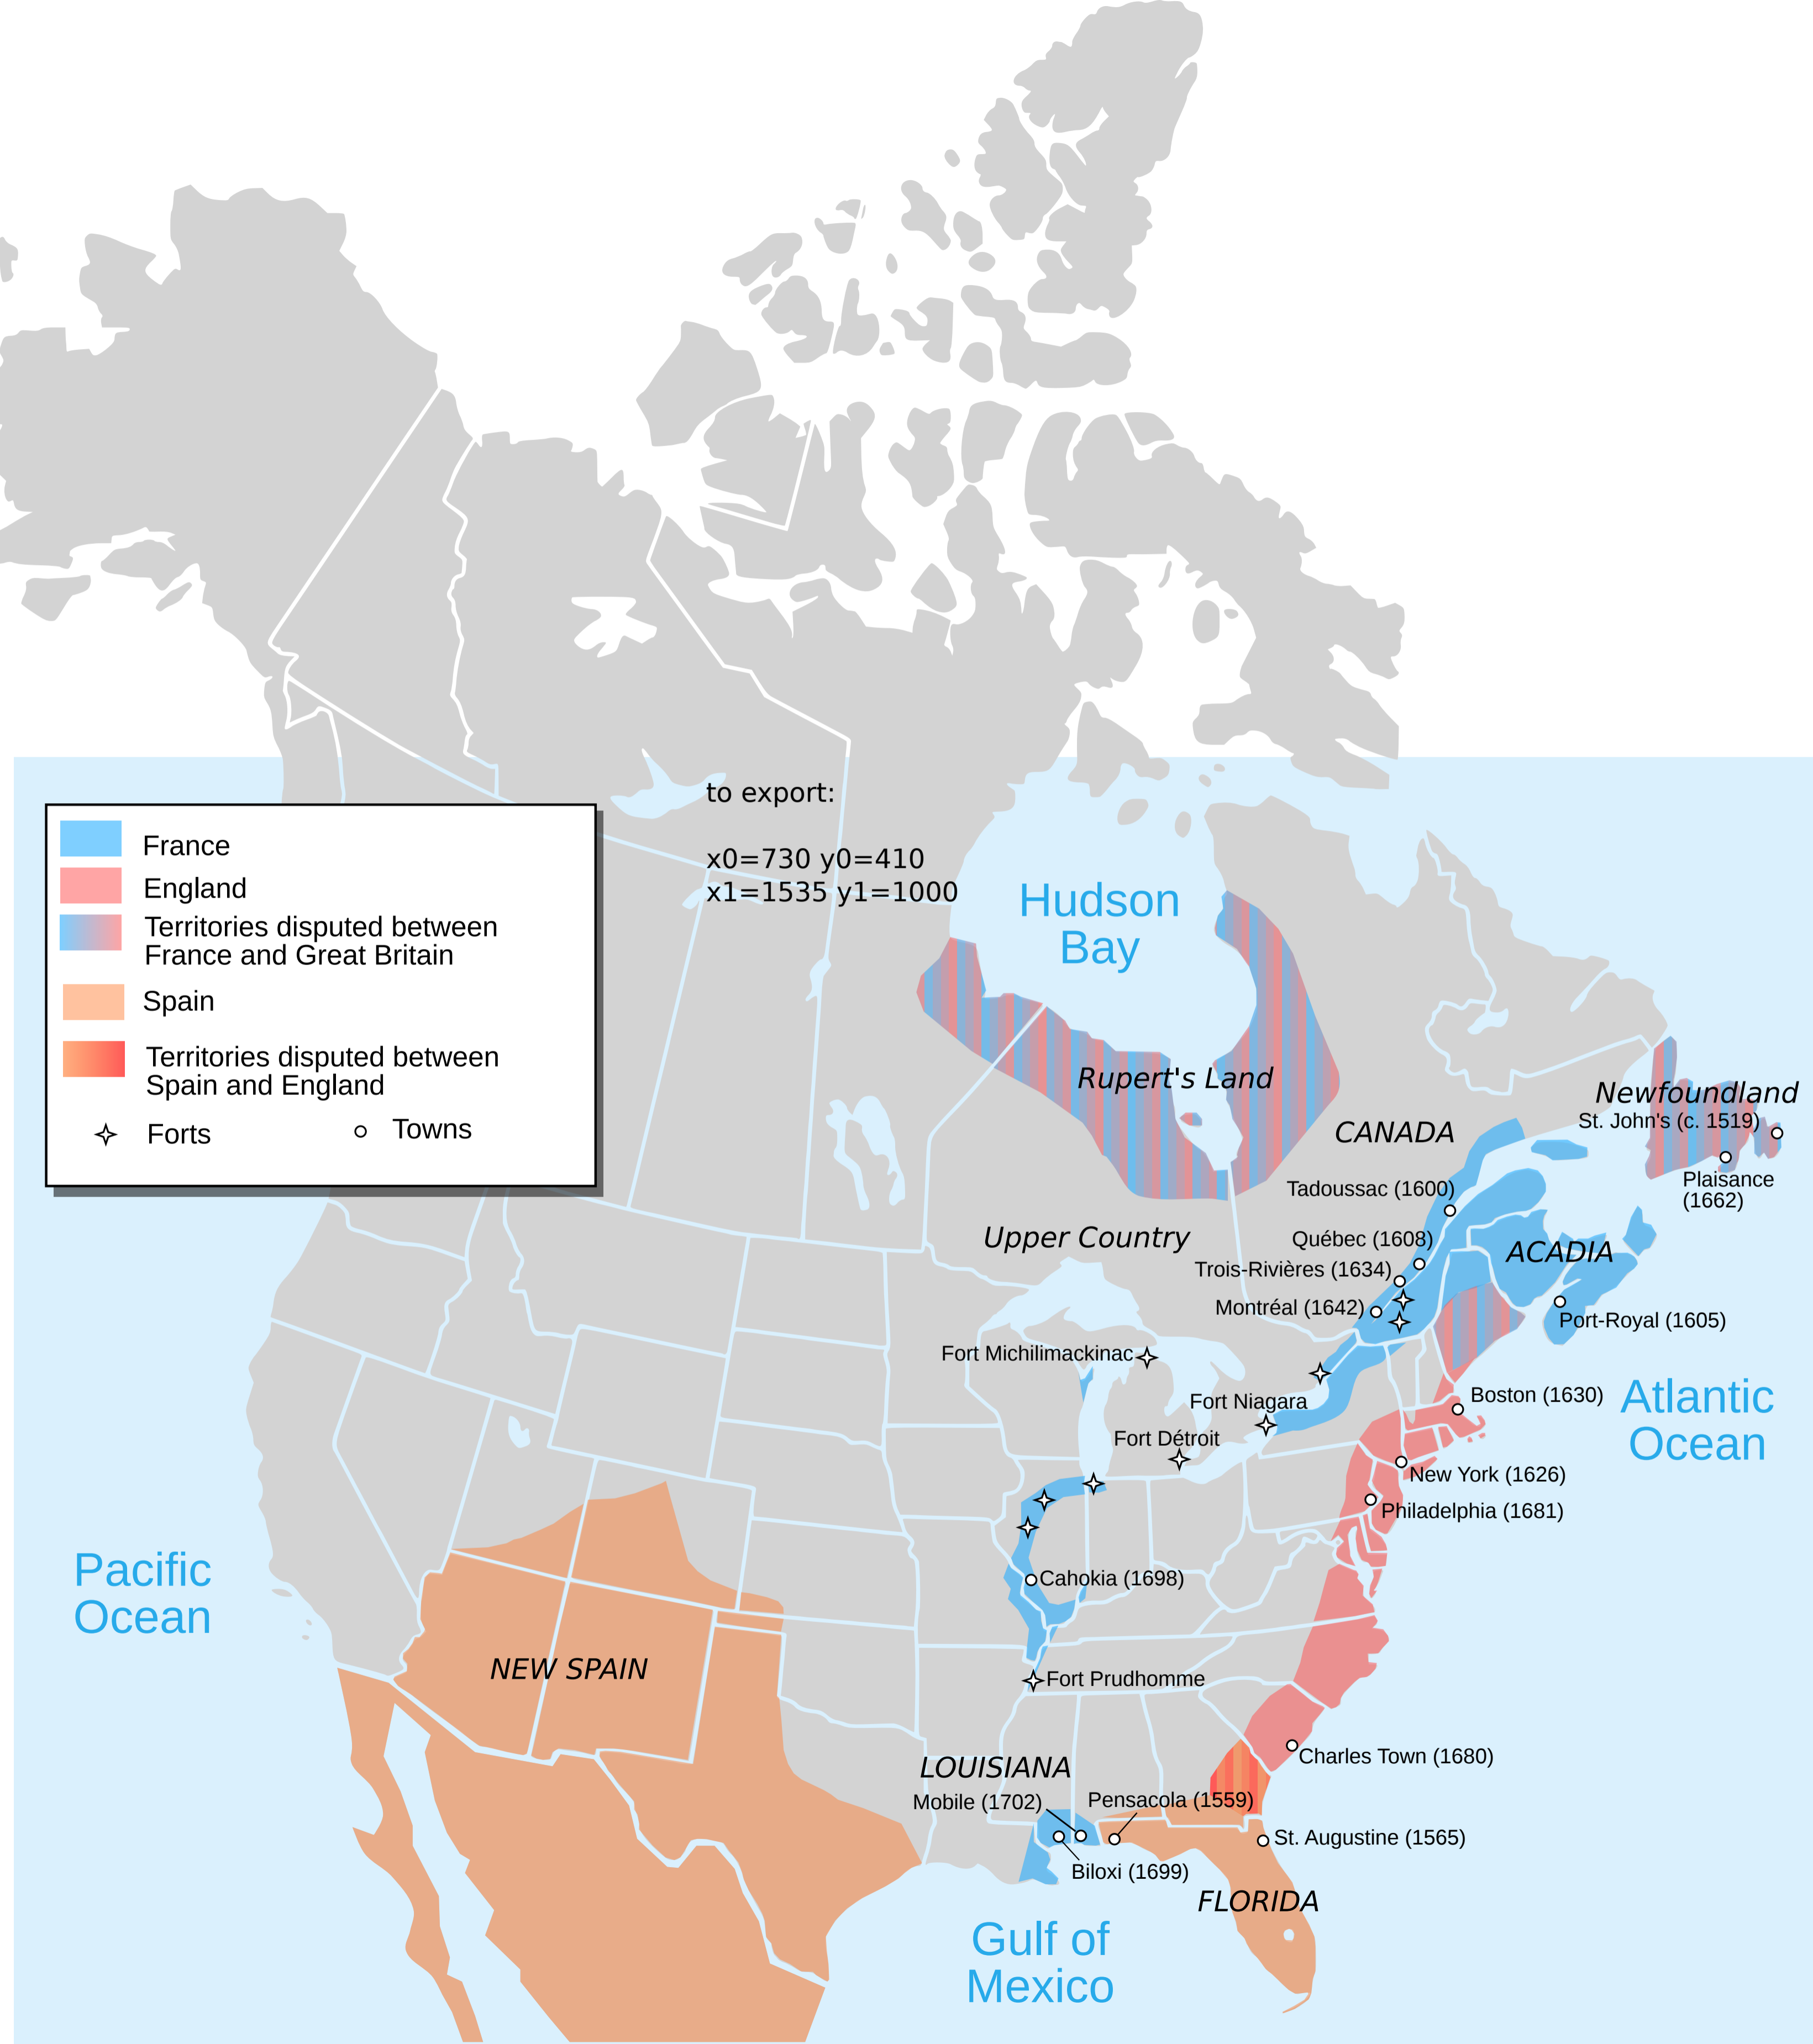 to export:
x0=730 y0=410
x1=1535 y1=1000
France
England
Territories disputed between
France and Great Britain
Spain
Territories disputed between
Spain and England
Forts
Towns
Hudson
Bay
Rupert's Land
Newfoundland
St. John's (c. 1519)
Plaisance
(1662)
CANADA
Tadoussac (1600)
Québec (1608)
Trois-Rivières (1634)
Montréal (1642)
ACADIA
Port-Royal (1605)
Upper Country
Fort Michilimackinac
Fort Niagara
Fort Détroit
Boston (1630)
Atlantic
Ocean
New York (1626)
Philadelphia (1681)
Pacific
Ocean
Cahokia (1698)
NEW SPAIN
Fort Prudhomme
LOUISIANA
Charles Town (1680)
Mobile (1702)
Pensacola (1559)
St. Augustine (1565)
Biloxi (1699)
FLORIDA
Gulf of
Mexico